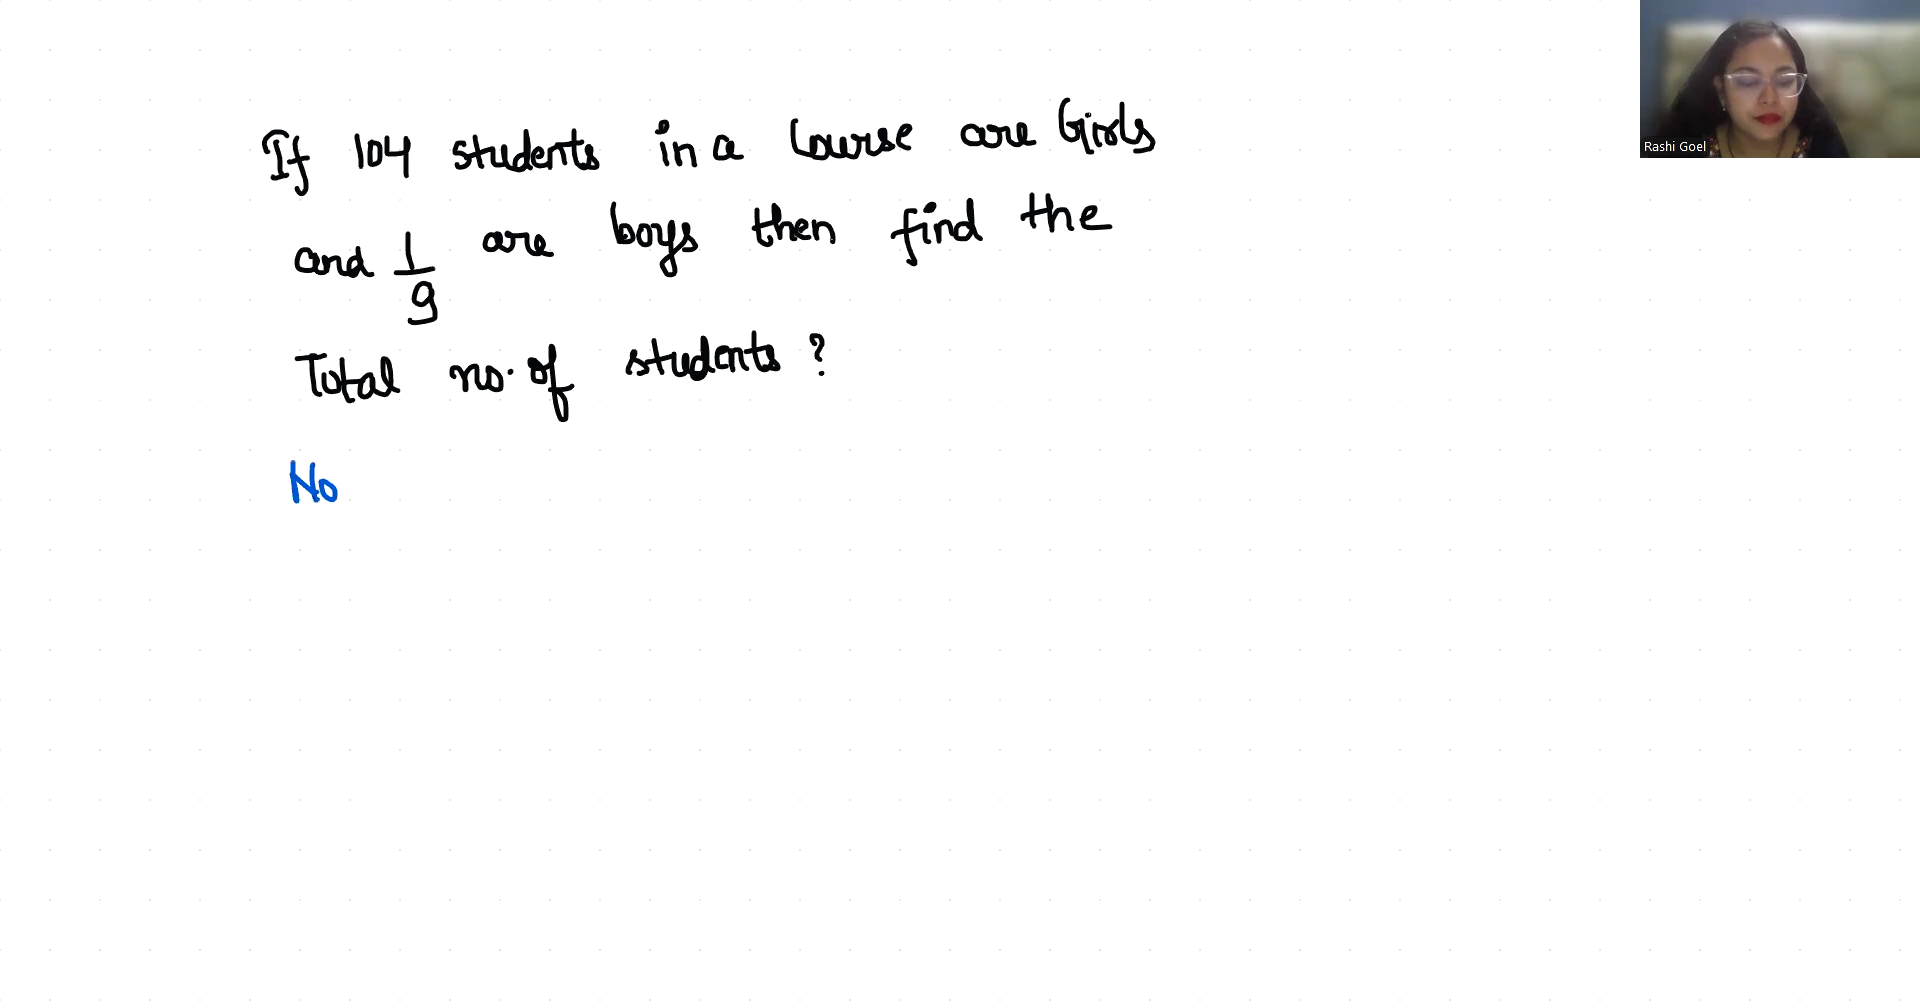 If 104 students in a Course are Girls
and 1/9 are boys then find the
Total no. of students ?
No
Rashi Goel